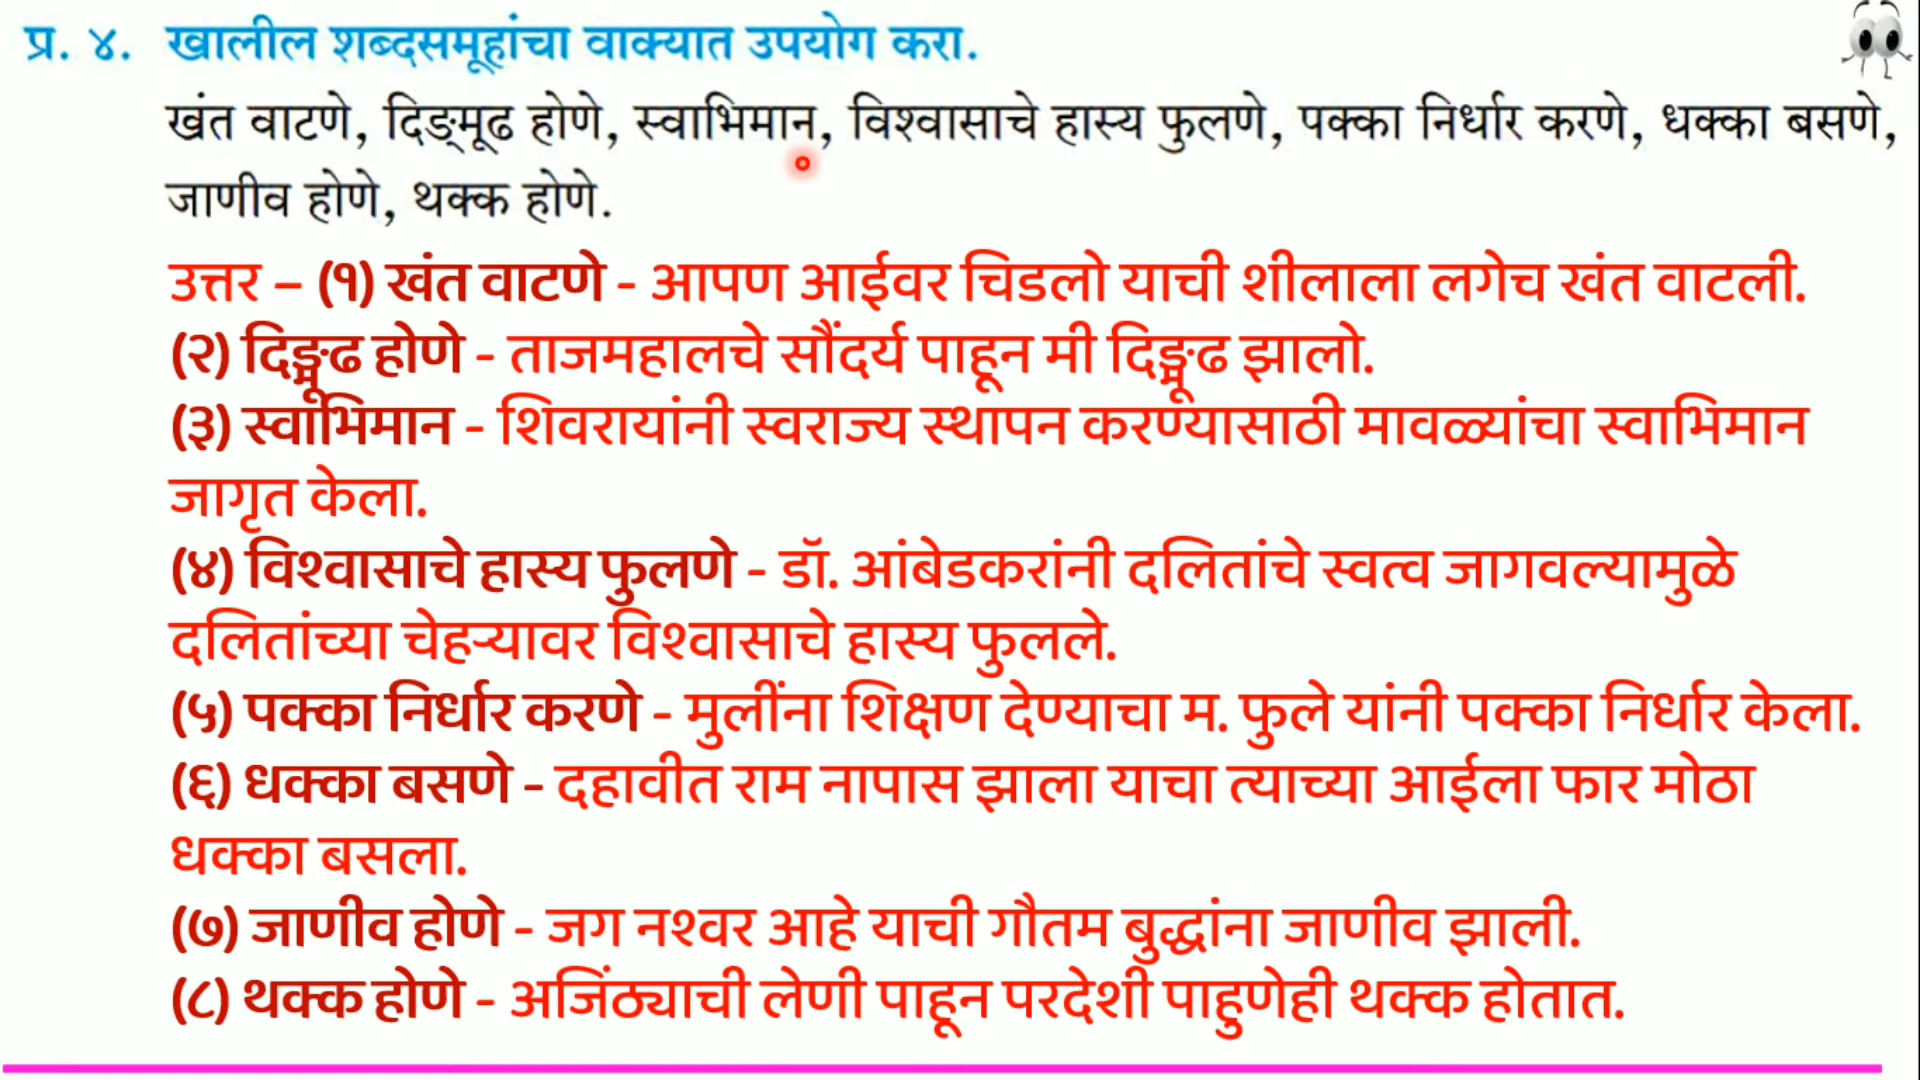 प्र. ४. खालील शब्दसमूहांचा वाक्यात उपयोग करा.
खंत वाटणे, दिङ्‌मूढ होणे, स्वाभिमान, विश्वासाचे हास्य फुलणे, पक्का निर्धार करणे, धक्का बसणे,
जाणीव होणे, थक्क होणे.
उत्तर – (१) खंत वाटणे - आपण आईवर चिडलो याची शीलाला लगेच खंत वाटली.
(२) दिङ्मूढ होणे - ताजमहालचे सौंदर्य पाहून मी दिङ्मूढ झालो.
(३) स्वाभिमान - शिवरायांनी स्वराज्य स्थापन करण्यासाठी मावळ्यांचा स्वाभिमान
जागृत केला.
(४) विश्वासाचे हास्य फुलणे - डॉ. आंबेडकरांनी दलितांचे स्वत्व जागवल्यामुळे
दलितांच्या चेहऱ्यावर विश्वासाचे हास्य फुलले.
(५) पक्का निर्धार करणे - मुलींना शिक्षण देण्याचा म. फुले यांनी पक्का निर्धार केला.
(६) धक्का बसणे - दहावीत राम नापास झाला याचा त्याच्या आईला फार मोठा
धक्का बसला.
(७) जाणीव होणे - जग नश्वर आहे याची गौतम बुद्धांना जाणीव झाली.
(८) थक्क होणे - अजिंठ्याची लेणी पाहून परदेशी पाहुणेही थक्क होतात.